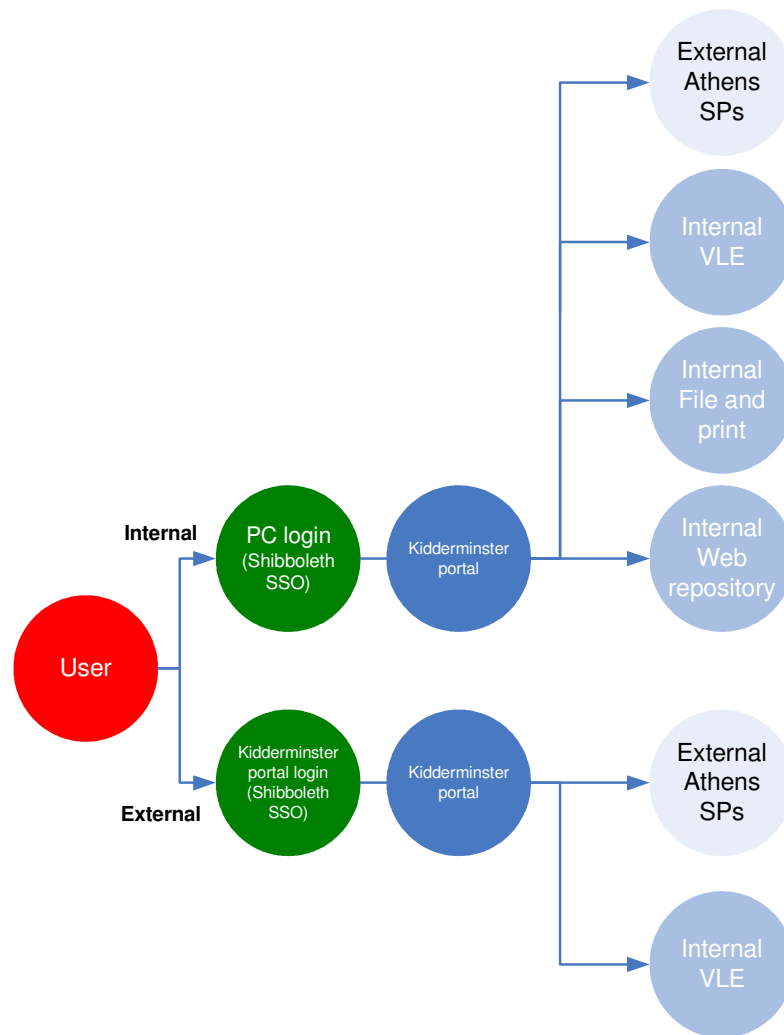 External
Athens
SPs
Internal
VLE
Internal
File and
print
Internal
PC login
(Shibboleth
SSO)
Kidderminster
portal
Internal
Web
repository
User
Kidderminster
portal login
(Shibboleth
SSO)
External
Kidderminster
portal
External
Athens
SPs
Internal
VLE